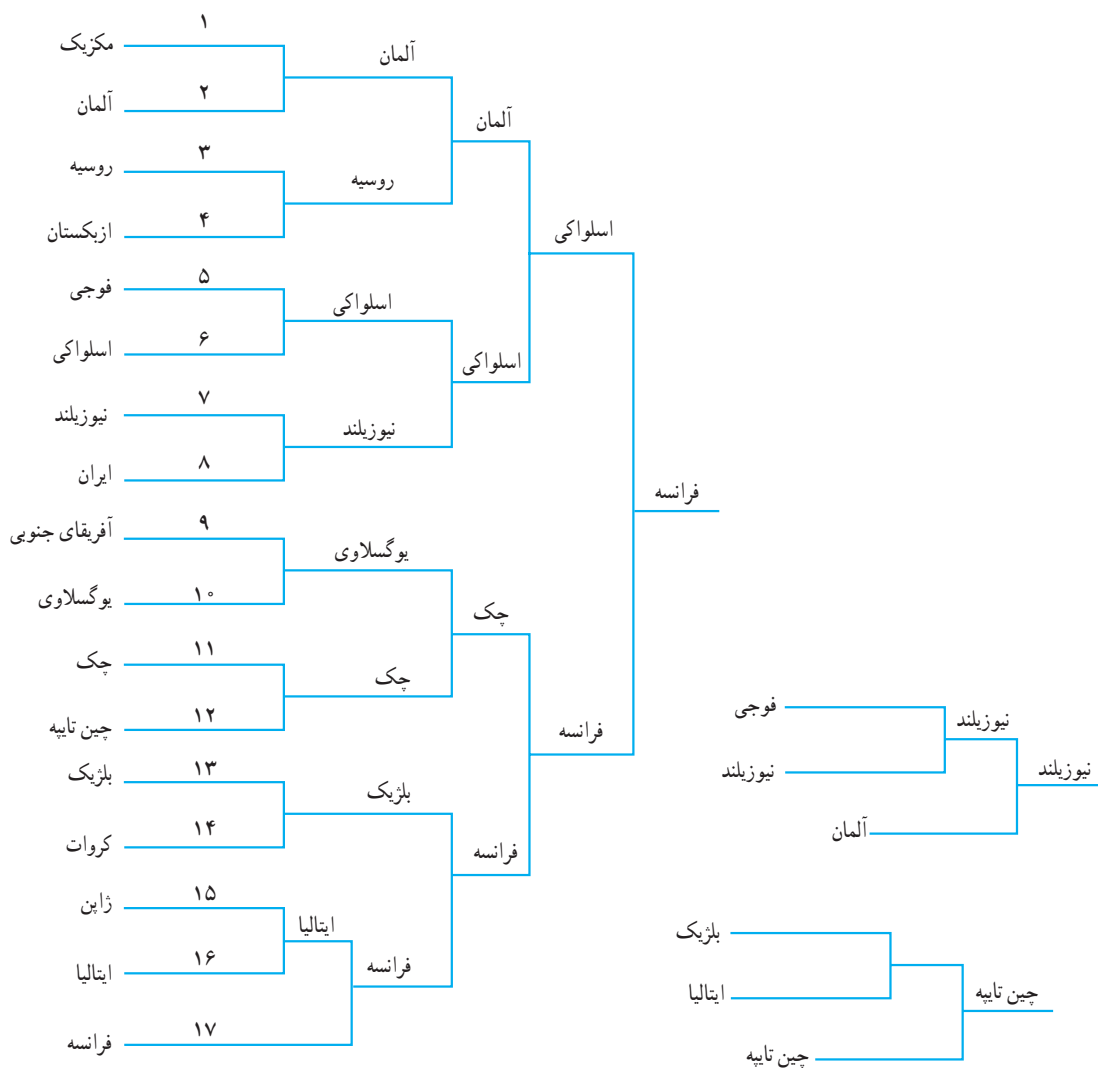 ۱
مکزیک
۲
آلمان
آلمان
۳
روسیه
۴
ازبکستان
روسیه
آلمان
۵
فوجی
۶
اسلواکی
اسلواکی
۷
نیوزیلند
۸
ایران
نیوزیلند
اسلواکی
اسلواکی
۹
آفریقای جنوبی
۱۰
یوگسلاوی
یوگسلاوی
۱۱
چک
۱۲
چین تایپه
چک
چک
۱۳
بلژیک
۱۴
کروات
بلژیک
۱۵
ژاپن
۱۶
ایتالیا
ایتالیا
۱۷
فرانسه
فرانسه
فرانسه
فرانسه
فرانسه
فوجی
نیوزیلند
نیوزیلند
آلمان
نیوزیلند
بلژیک
ایتالیا
چین تایپه
چین تایپه